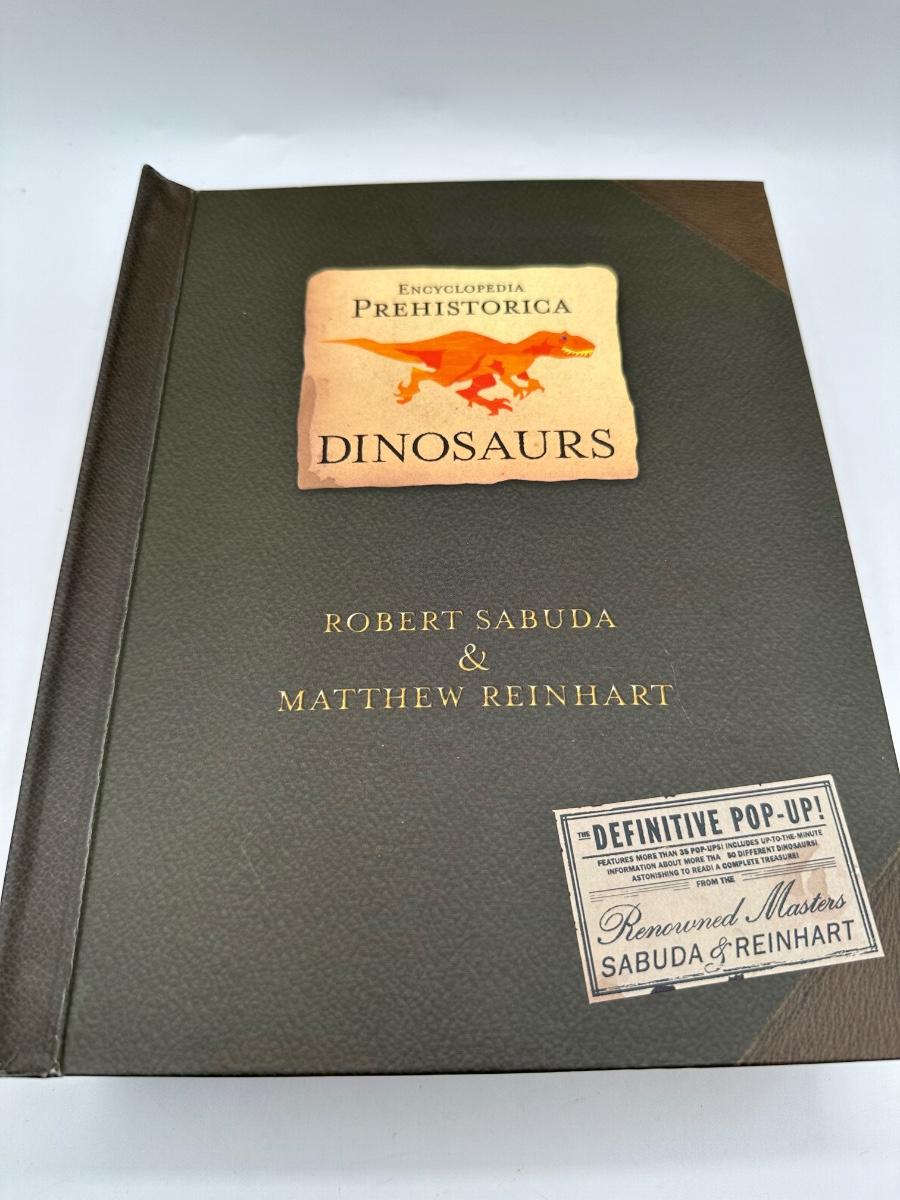 ENCYCLOPEDIA
PREHISTORICA
DINOSAURS
ROBERT SABUDA
&
MATTHEW REINHART
THE DEFINITIVE POP-UP!
FEATURES MORE THAN 35 POP-UPS! INCLUDES UP-TO-THE-MINUTE
INFORMATION ABOUT MORE THA 50 DIFFERENT DINOSAURS!
ASTONISHING TO READ! A COMPLETE TREASURE!
FROM THE
Renowned Masters
SABUDA & REINHART